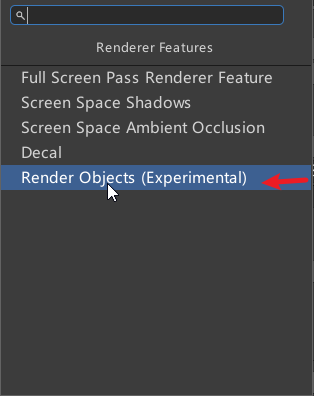 Renderer Features
Full Screen Pass Renderer Feature
Screen Space Shadows
Screen Space Ambient Occlusion
Decal
Render Objects (Experimental)